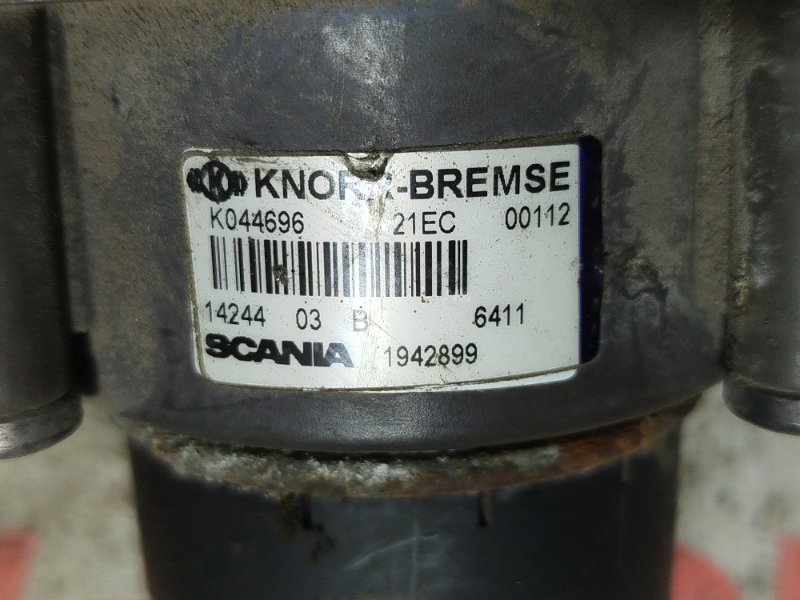 KNORR-BREMSE
K044696 21EC 00112
14244 03 B 6411
SCANIA 1942899